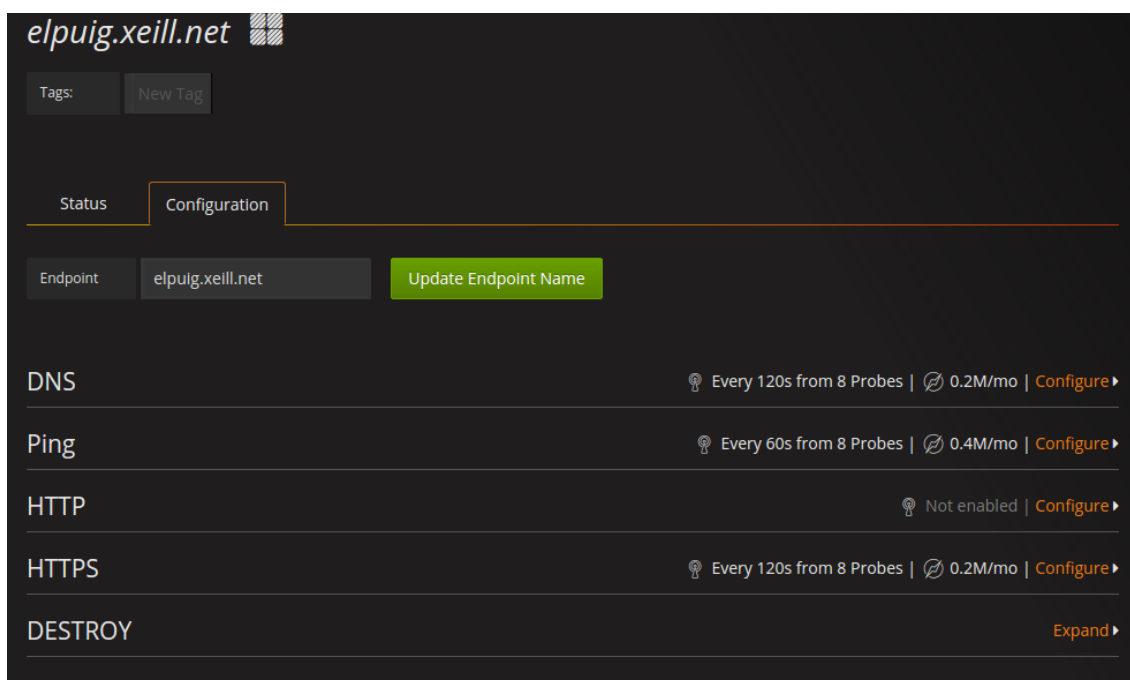 elpuig.xeill.net
Tags: New Tag
Status Configuration
Endpoint elpuig.xeill.net Update Endpoint Name
DNS Every 120s from 8 Probes | 0.2M/mo | Configure
Ping Every 60s from 8 Probes | 0.4M/mo | Configure
HTTP Not enabled | Configure
HTTPS Every 120s from 8 Probes | 0.2M/mo | Configure
DESTROY Expand